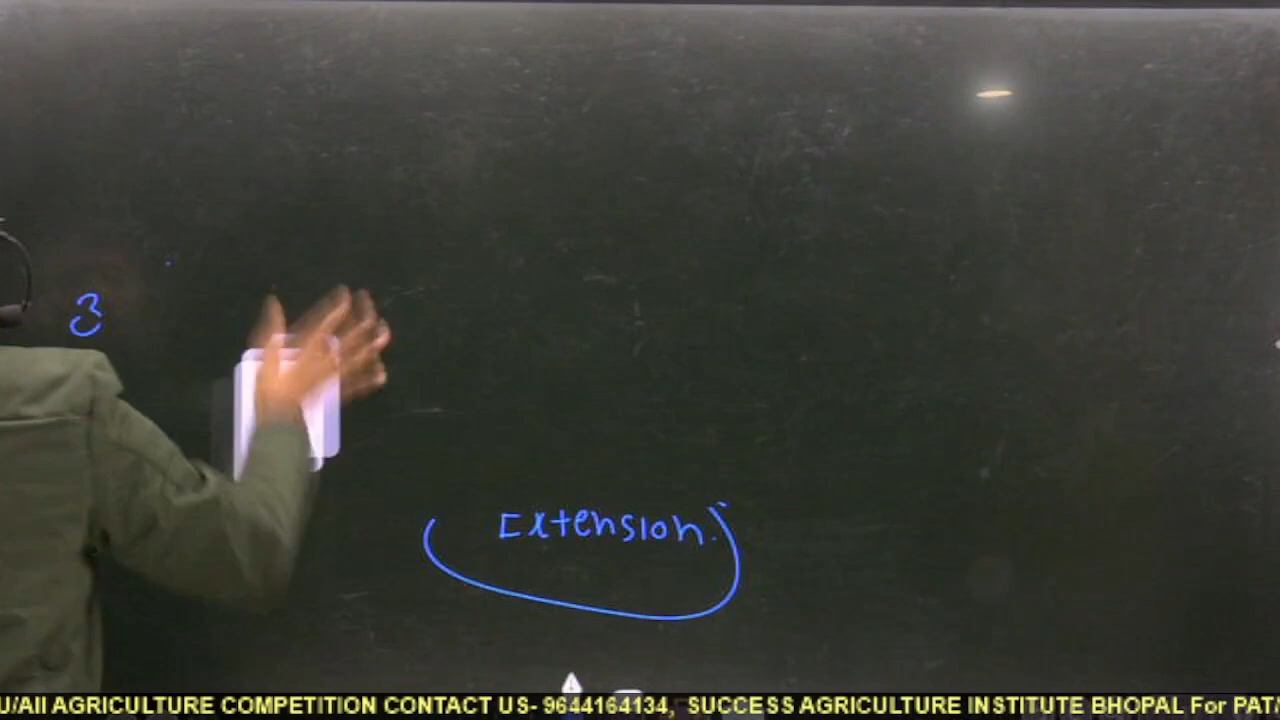 3
Extension.
U/All AGRICULTURE COMPETITION CONTACT US- 9644164134, SUCCESS AGRICULTURE INSTITUTE BHOPAL For PAT